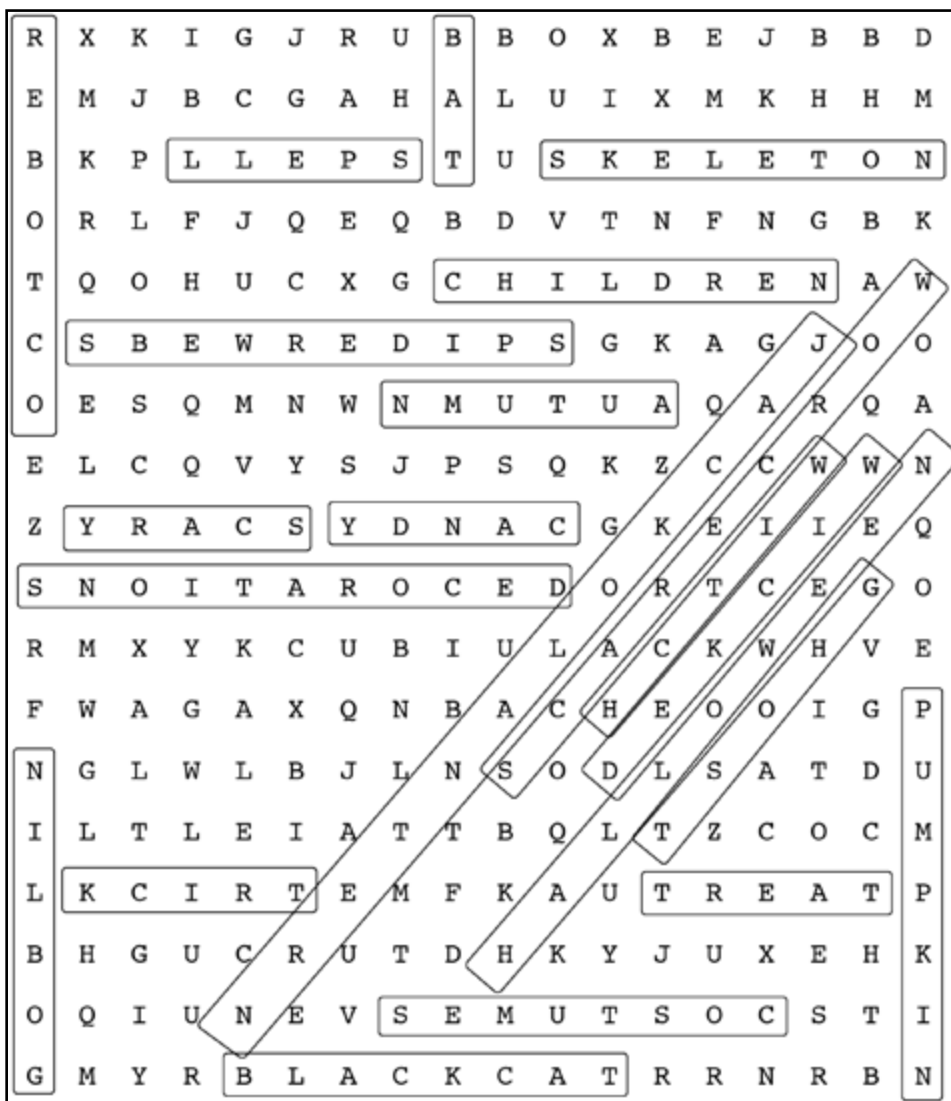 R X K I G J R U B B O X B E J B B D
E M J B C G A H A L U I X M K H H M
B K P L L E P S T U S K E L E T O N
O R L F J Q E Q B D V T N F N G B K
T Q O H U C X G C H I L D R E N A W
C S B E W R E D I P S G K A G J O O
O E S Q M N W N M U T U A Q A R Q A
E L C Q V Y S J P S Q K Z C C W W N
Z Y R A C S Y D N A C G K E I I E Q
S N O I T A R O C E D O R T C E G O
R M X Y K C U B I U L A C K W H V E
F W A G A X Q N B A C H E O O I G P
N G L W L B J L N S O D L S A T D U
I L T L E I A T T B Q L T Z C O C M
L K C I R T E M F K A U T R E A T P
B H G U C R U T D H K Y J U X E H K
O Q I U N E V S E M U T S O C S T I
G M Y R B L A C K C A T R R N R B N